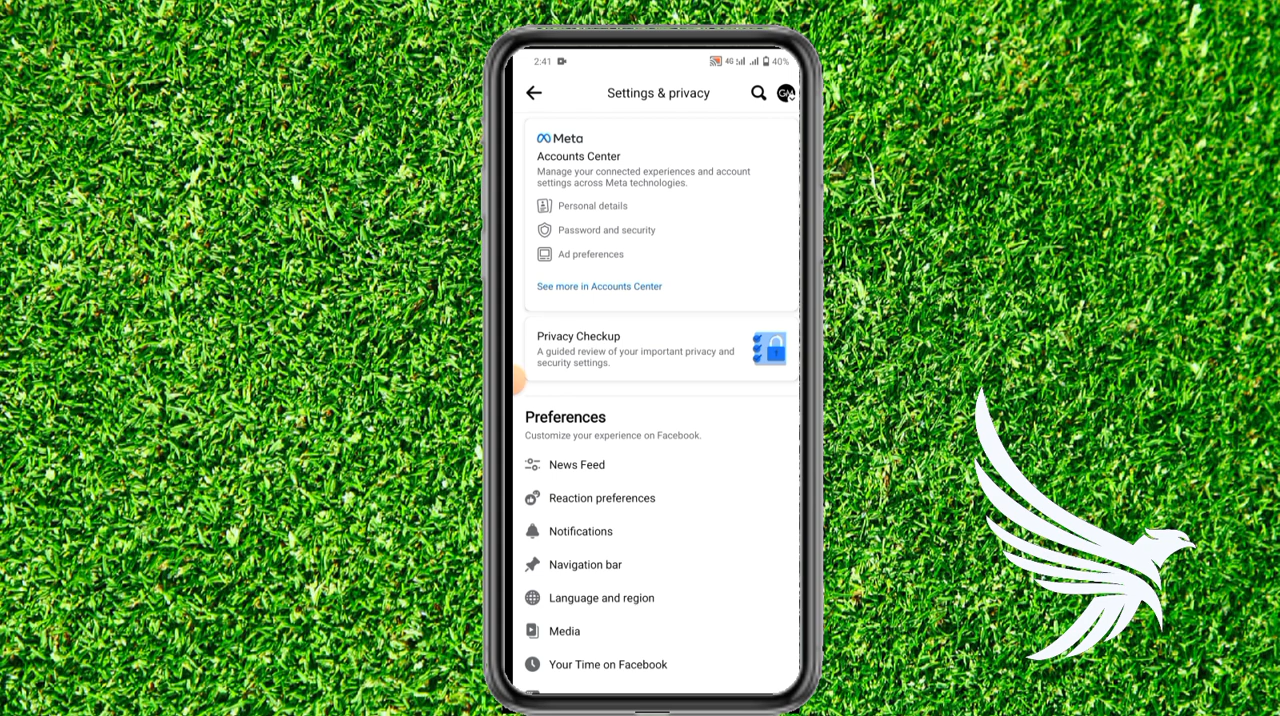 2:41 4G 40%
Settings & privacy
GM
Meta
Accounts Center
Manage your connected experiences and account
settings across Meta technologies.
Personal details
Password and security
Ad preferences
See more in Accounts Center
Privacy Checkup
A guided review of your important privacy and
security settings.
Preferences
Customize your experience on Facebook.
News Feed
Reaction preferences
Notifications
Navigation bar
Language and region
Media
Your Time on Facebook